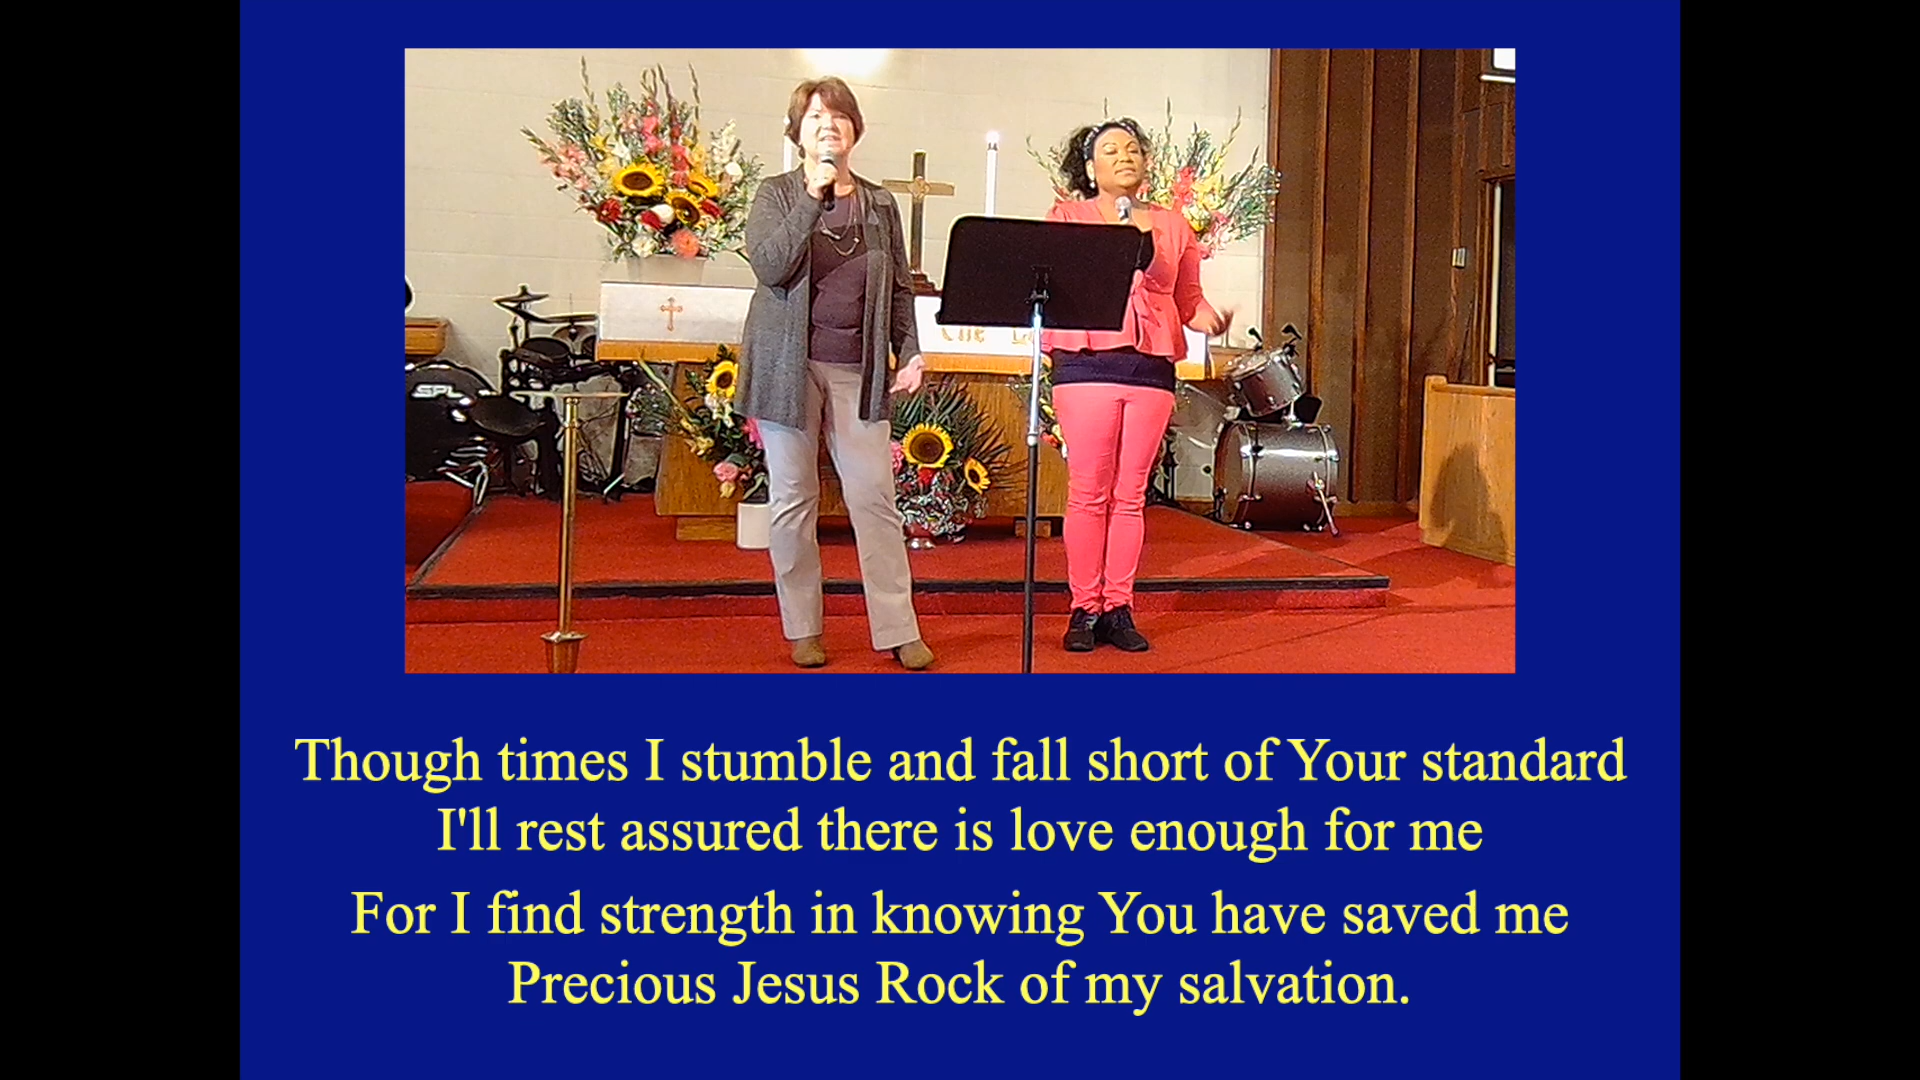 SPL
Though times I stumble and fall short of Your standard
I'll rest assured there is love enough for me
For I find strength in knowing You have saved me
Precious Jesus Rock of my salvation.